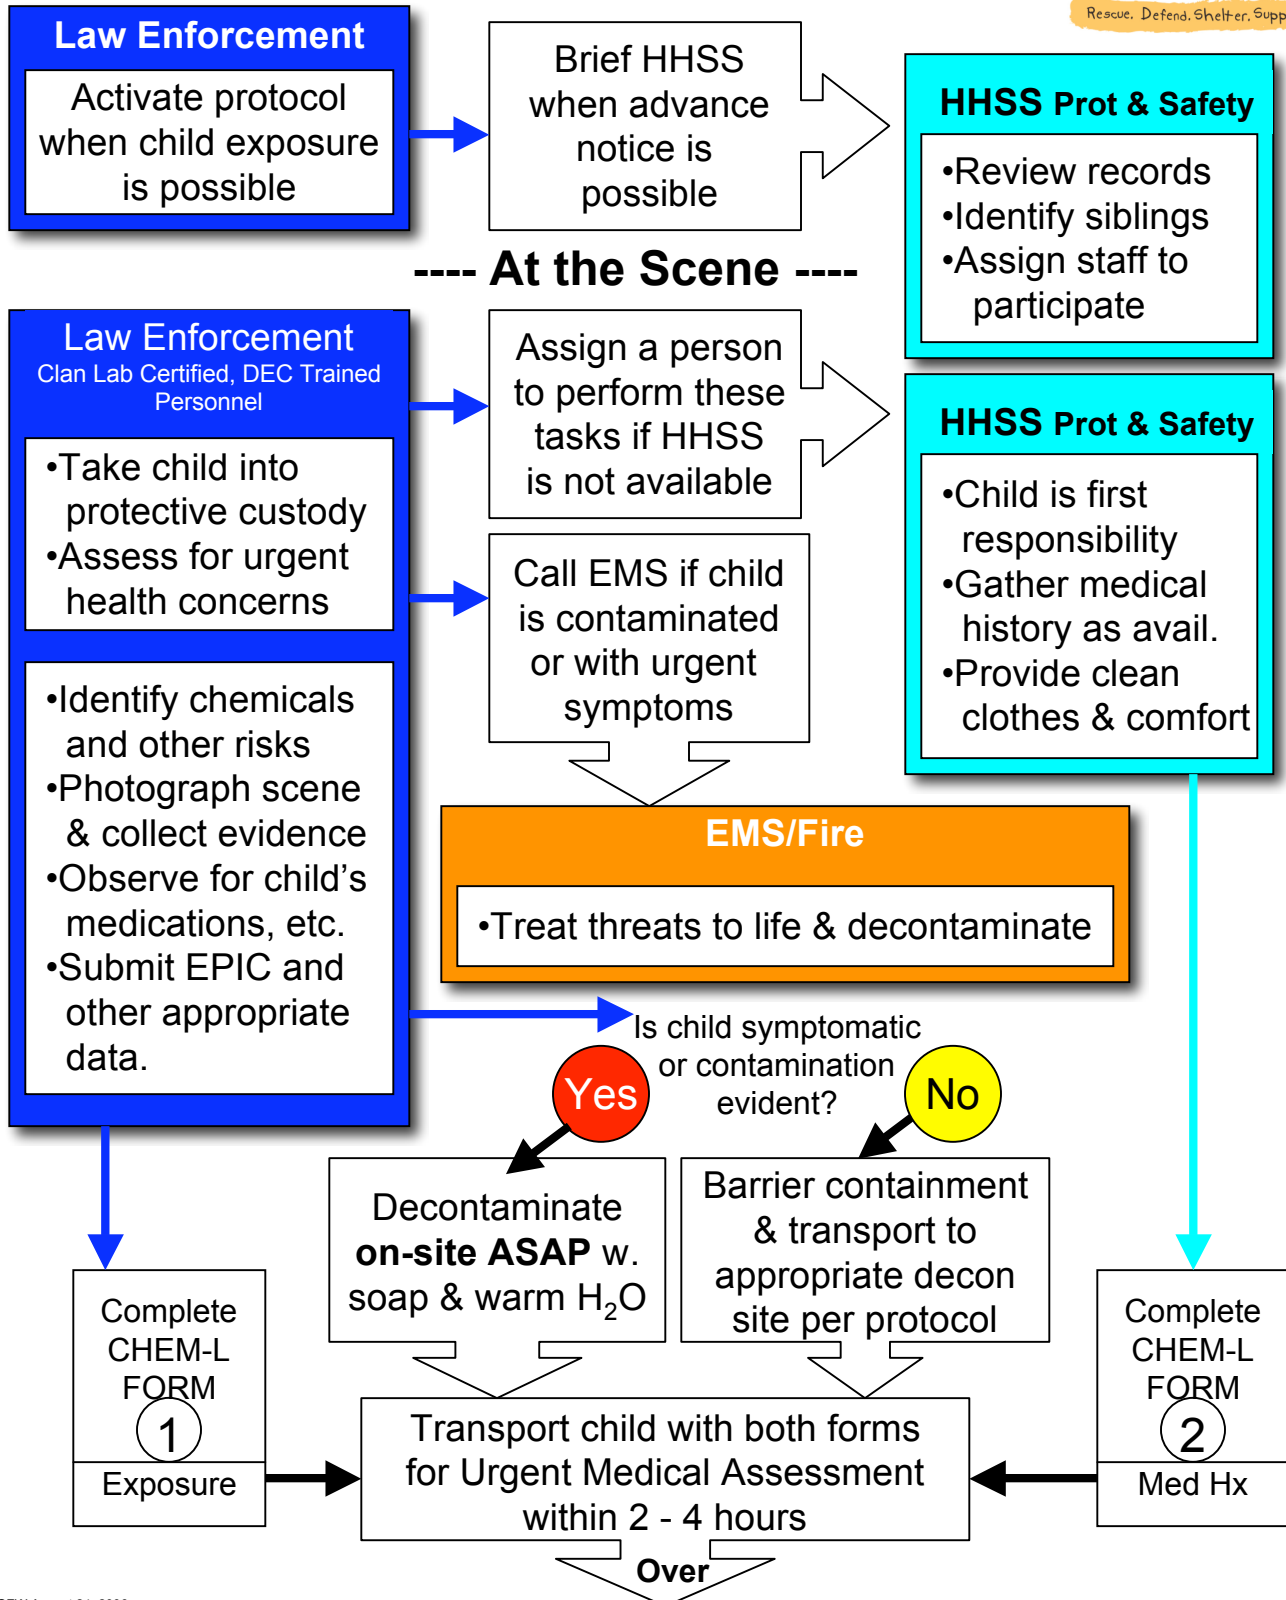 Rescue. Defend. Shelter. Supp
Law Enforcement
Activate protocol
when child exposure
is possible
Brief HHSS
when advance
notice is
possible
HHSS Prot & Safety
•Review records
•Identify siblings
•Assign staff to
participate
---- At the Scene ----
Law Enforcement
Clan Lab Certified, DEC Trained
Personnel
•Take child into
protective custody
•Assess for urgent
health concerns
•Identify chemicals
and other risks
•Photograph scene
& collect evidence
•Observe for child’s
medications, etc.
•Submit EPIC and
other appropriate
data.
Assign a person
to perform these
tasks if HHSS
is not available
HHSS Prot & Safety
•Child is first
responsibility
•Gather medical
history as avail.
•Provide clean
clothes & comfort
Call EMS if child
is contaminated
or with urgent
symptoms
EMS/Fire
•Treat threats to life & decontaminate
Is child symptomatic
or contamination
evident?
Yes
No
Decontaminate
on-site ASAP w.
soap & warm H₂O
Barrier containment
& transport to
appropriate decon
site per protocol
Complete
CHEM-L
FORM
1
Exposure
Transport child with both forms
for Urgent Medical Assessment
within 2 - 4 hours
Complete
CHEM-L
FORM
2
Med Hx
Over